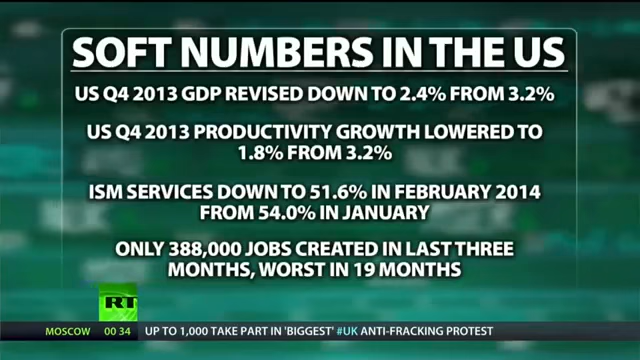 SOFT NUMBERS IN THE US
US Q4 2013 GDP REVISED DOWN TO 2.4% FROM 3.2%
US Q4 2013 PRODUCTIVITY GROWTH LOWERED TO
1.8% FROM 3.2%
ISM SERVICES DOWN TO 51.6% IN FEBRUARY 2014
FROM 54.0% IN JANUARY
ONLY 388,000 JOBS CREATED IN LAST THREE
MONTHS, WORST IN 19 MONTHS
RT
MOSCOW 00:34 UP TO 1,000 TAKE PART IN 'BIGGEST' #UK ANTI-FRACKING PROTEST